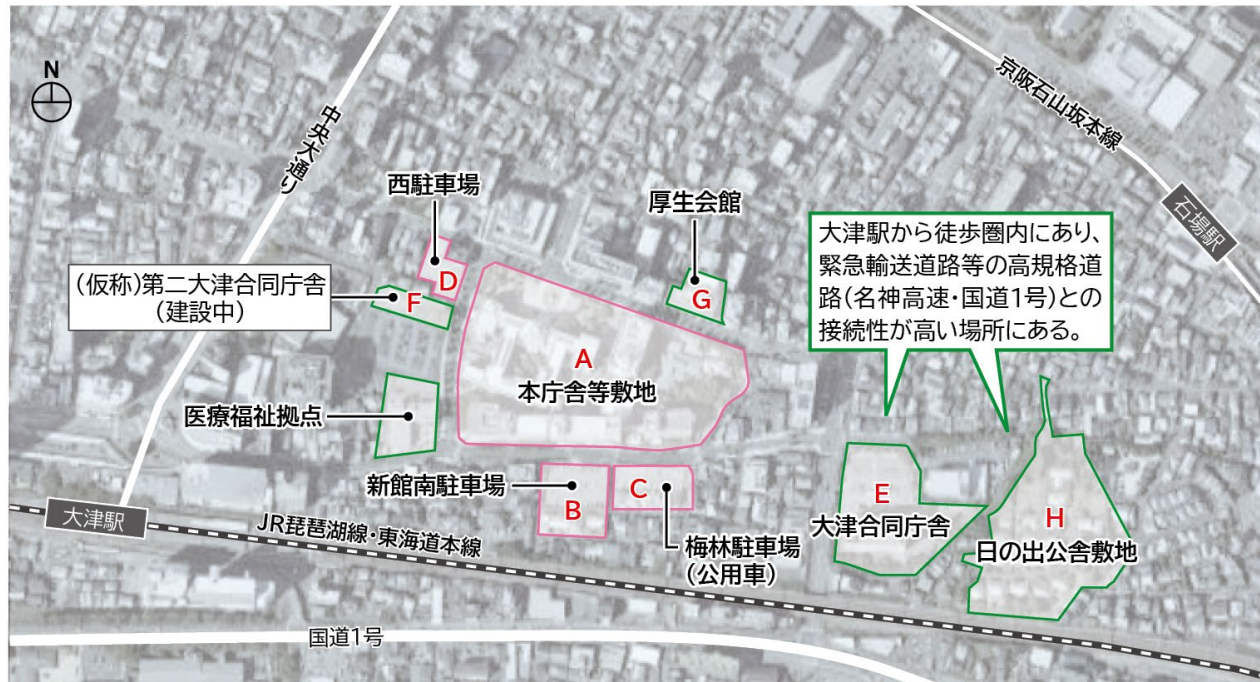 N
中央大通り
京阪石山坂本線
石場駅
西駐車場
D
厚生会館
G
大津駅から徒歩圏内にあり、
緊急輸送道路等の高規格道
路(名神高速・国道1号)との
接続性が高い場所にある。
(仮称)第二大津合同庁舎
(建設中)
F
A
本庁舎等敷地
医療福祉拠点
新館南駐車場
B
C
梅林駐車場
(公用車)
E
大津合同庁舎
H
日の出公舎敷地
大津駅
JR琵琶湖線・東海道本線
国道1号